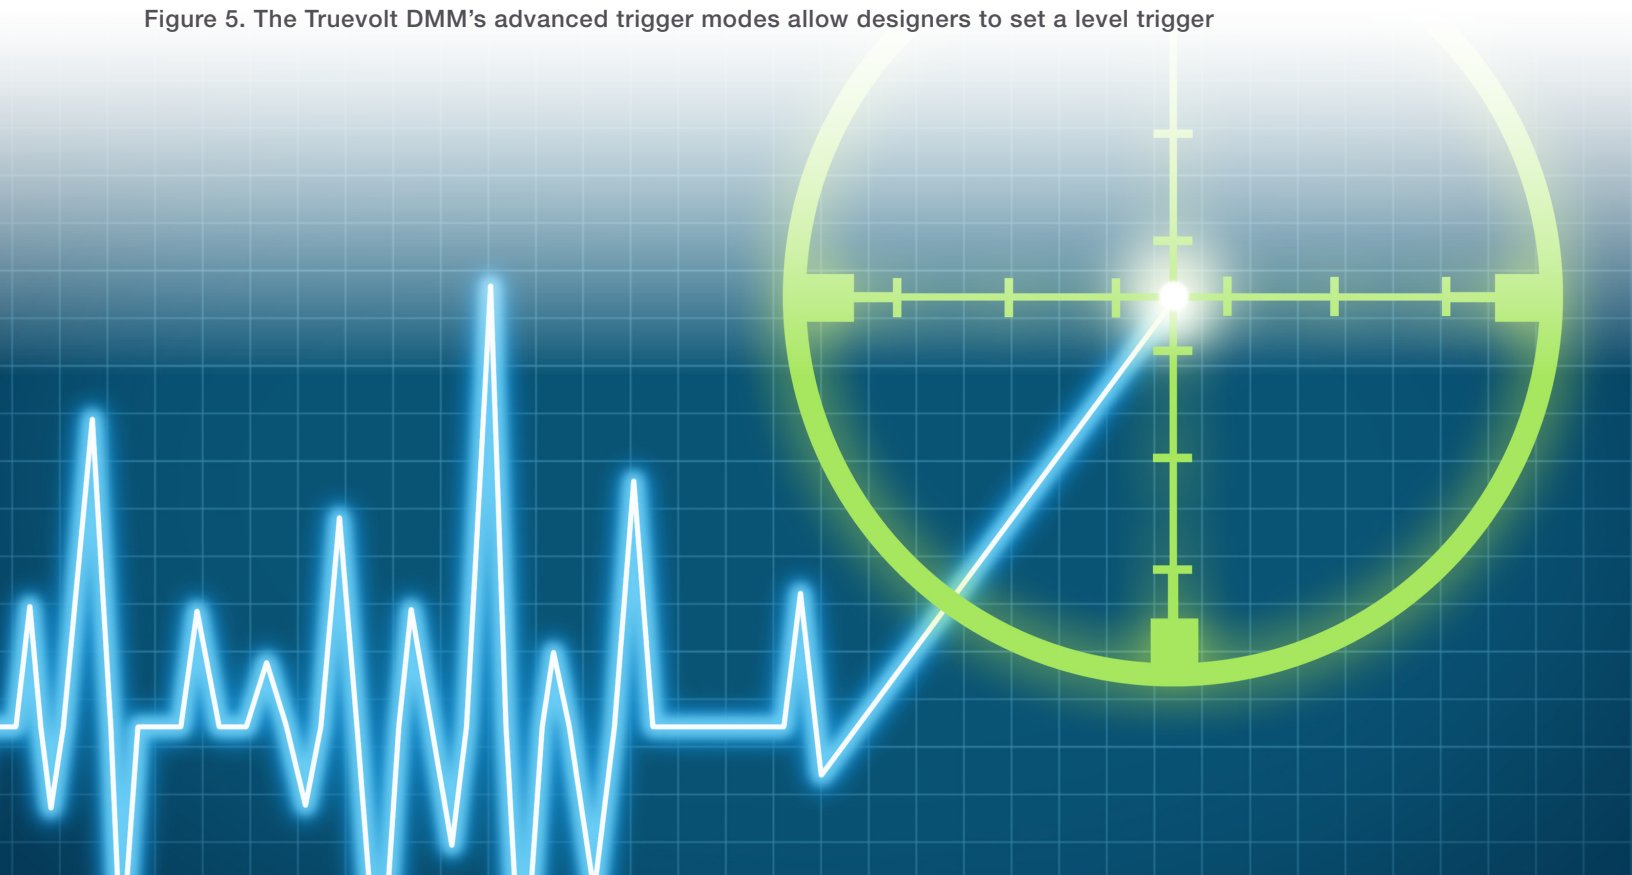 Figure 5. The Truevolt DMM’s advanced trigger modes allow designers to set a level trigger